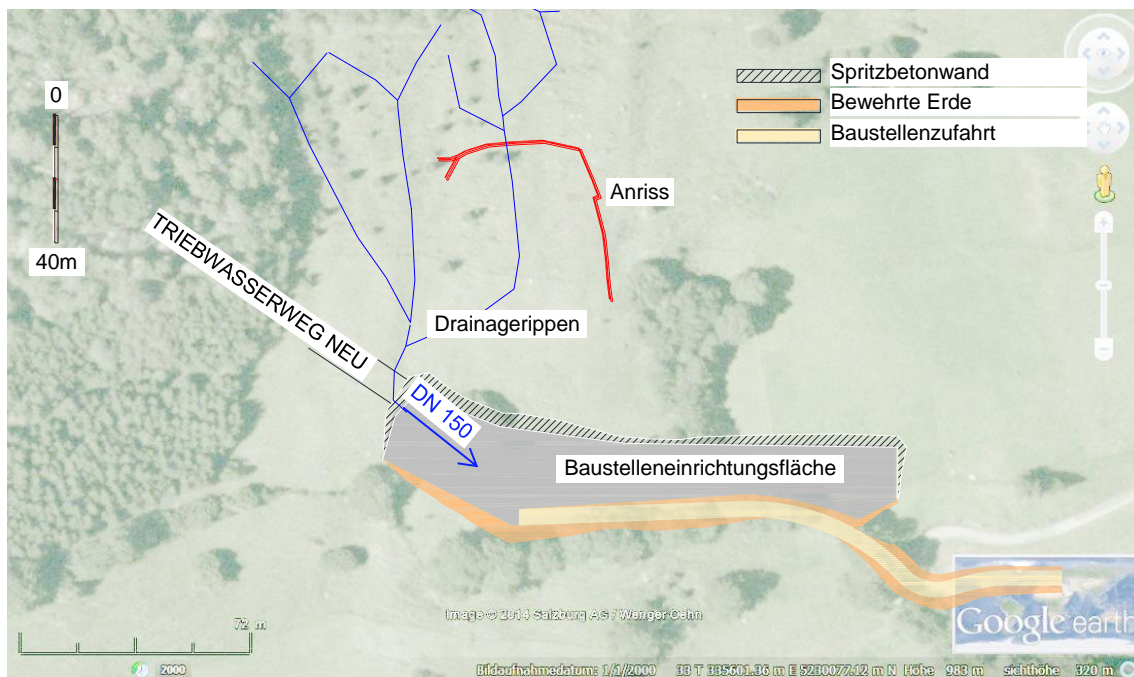 0
40m
Spritzbetonwand
Bewehrte Erde
Baustellenzufahrt
Anriss
TRIEBWASSERWEG NEU
Drainagerippen
DN 150
Baustelleneinrichtungsfläche
Image © 2014 Salzburg AG / Wenger Oehn
Google earth
72 m
2000
Bildaufnahmedatum: 1/1/2000 33 T 335601.36 m E 5230077.12 m N Höhe 983 m sichthöhe 320 m